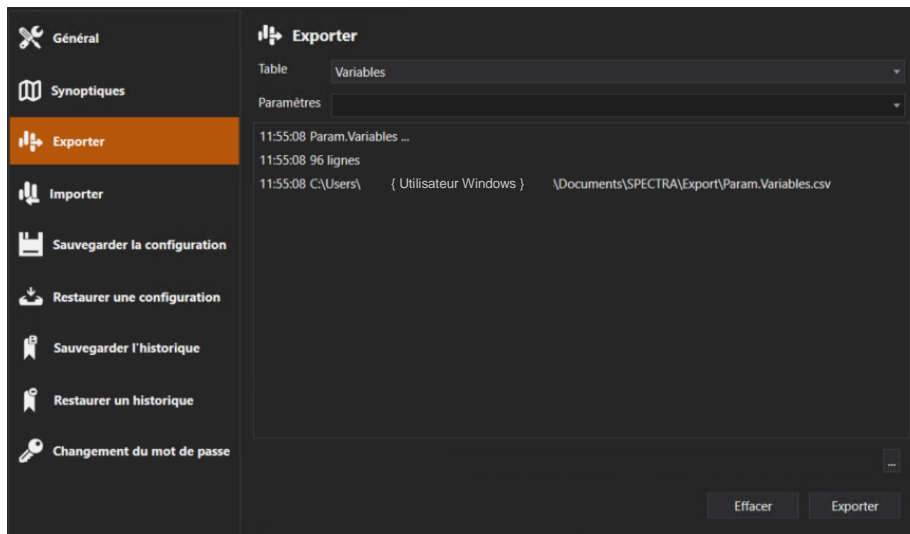 Général
Synoptiques
Exporter
Importer
Sauvegarder la configuration
Restaurer une configuration
Sauvegarder l'historique
Restaurer un historique
Changement du mot de passe
Exporter
Table Variables
Paramètres
11:55:08 Param.Variables ...
11:55:08 96 lignes
11:55:08 C:\Users\ { Utilisateur Windows } \Documents\SPECTRA\Export\Param.Variables.csv
...
Effacer Exporter